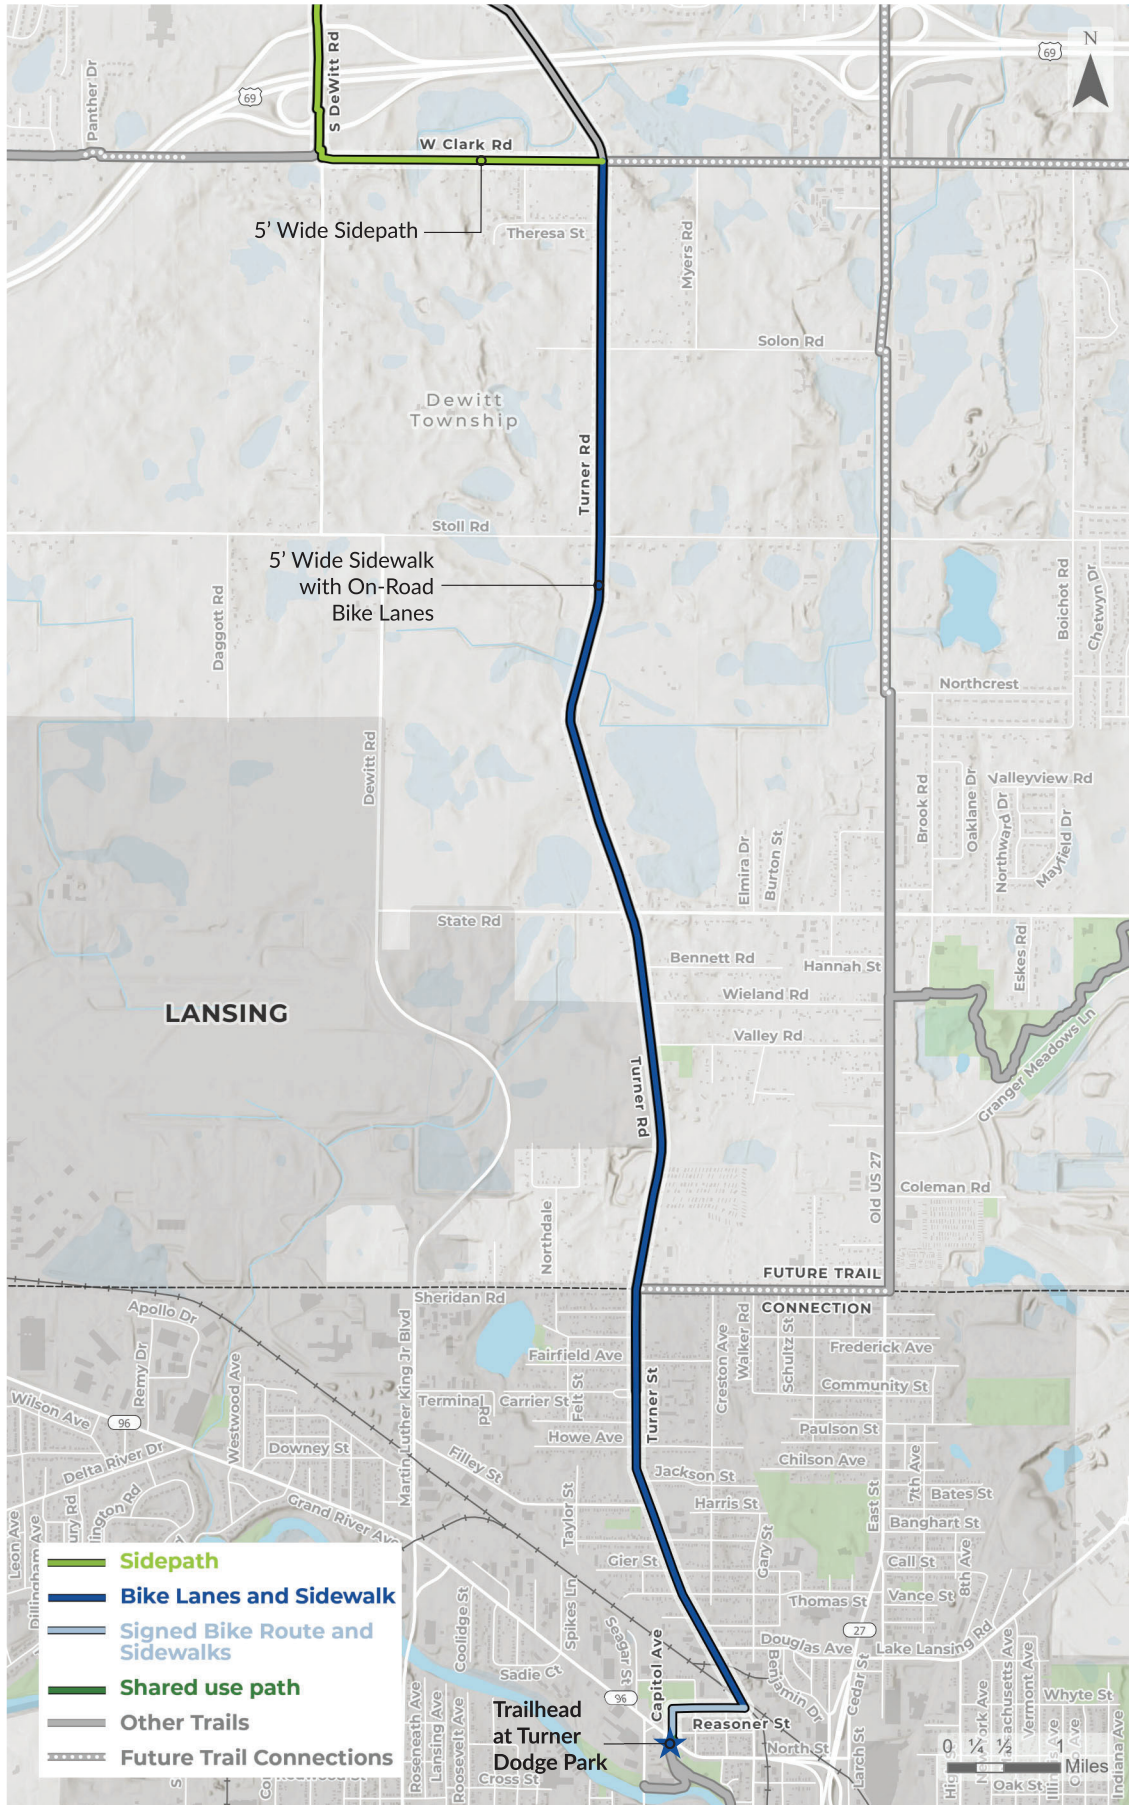 N
69
69
Panther Dr
S DeWitt Rd
W Clark Rd
5’ Wide Sidepath
Theresa St
Myers Rd
Solon Rd
Dewitt
Township
Turner Rd
Stoll Rd
5’ Wide Sidewalk
with On-Road
Bike Lanes
Daggott Rd
Boichot Rd
Chetwyn Dr
Northcrest
Dewitt Rd
Brook Rd
Oaklane Dr
Valleyview Rd
Northward Dr
Mayfield Dr
Elmira Dr
Burton St
State Rd
Bennett Rd
Hannah St
Eskes Rd
Wieland Rd
LANSING
Valley Rd
Granger Meadows Ln
Turner Rd
Old US 27
Coleman Rd
Northdale
FUTURE TRAIL
CONNECTION
Sheridan Rd
Apollo Dr
Remy Dr
Westwood Ave
Martin Luther King Jr Blvd
Fairfield Ave
Creston Ave
Walker Rd
Schultz St
Frederick Ave
Community St
Wilson Ave
96
Terminal
Rd
Carrier St
Felt St
Turner St
Paulson St
Howe Ave
Downey St
Delta River Dr
Filley St
Chilson Ave
Jackson St
7th Ave
Bates St
Harris St
East St
Taylor St
Grand River Ave
Banghart St
Leon Ave
Dillingham Ave
Gier St
Gary St
Call St
8th Ave
Vance St
Thomas St
Coolidge St
Spikes Ln
Seagar St
Capitol Ave
27
Douglas Ave
Lake Lansing Rd
Benjamin Dr
Cedar St
Sadie Ct
96
Massachusetts Ave
Vermont Ave
Whyte St
Reasoner St
Trailhead
at Turner
Dodge Park
North St
Larch St
Roseneath Ave
Lansing Ave
Roosevelt Ave
Cross St
Oak St
Indiana Ave
Sidepath
Bike Lanes and Sidewalk
Signed Bike Route and
Sidewalks
Shared use path
Other Trails
Future Trail Connections
0 ¼ ½ 1
Miles